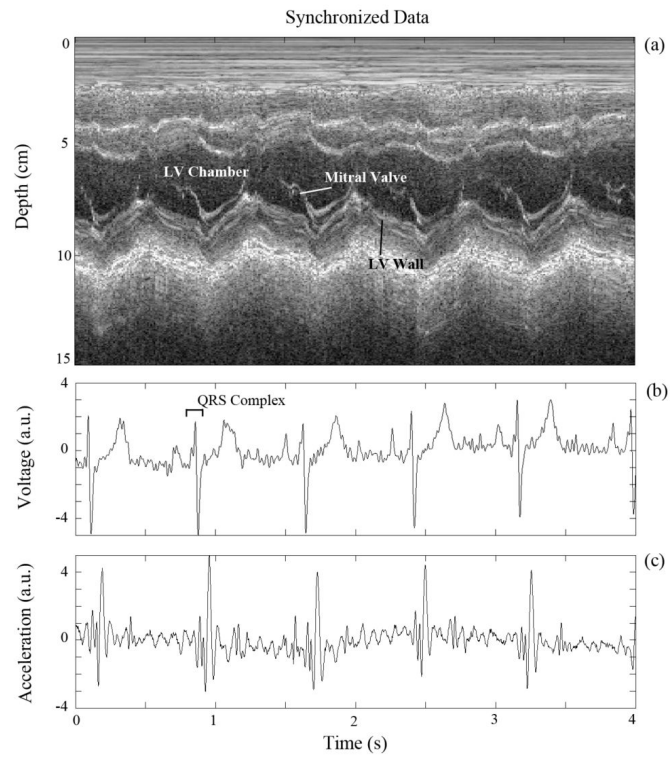 Synchronized Data
(a)
0
5
10
15
Depth (cm)
LV Chamber
Mitral Valve
LV Wall
(b)
4
0
-4
Voltage (a.u.)
QRS Complex
(c)
4
0
-4
Acceleration (a.u.)
0 1 2 3 4
Time (s)